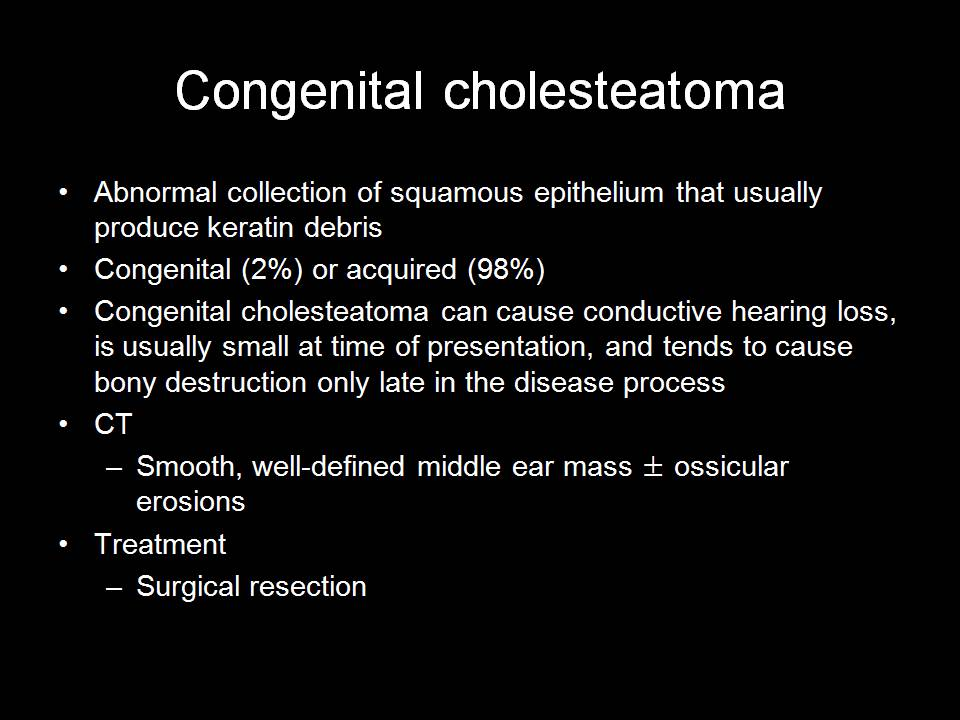 Congenital cholesteatoma
• Abnormal collection of squamous epithelium that usually
produce keratin debris
• Congenital (2%) or acquired (98%)
• Congenital cholesteatoma can cause conductive hearing loss,
is usually small at time of presentation, and tends to cause
bony destruction only late in the disease process
• CT
– Smooth, well-defined middle ear mass ± ossicular
erosions
• Treatment
– Surgical resection